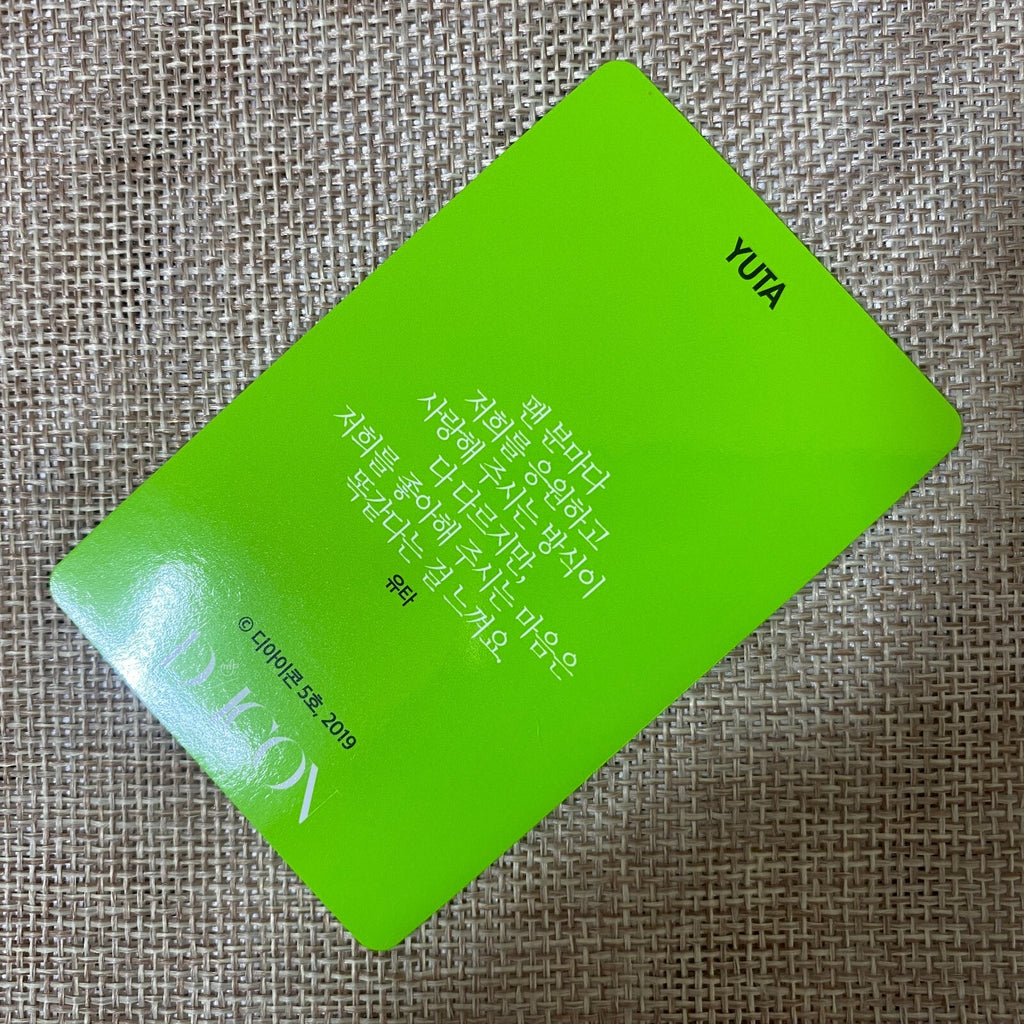 YUTA
팬 분마다
저희를 응원하고
사랑해 주시는 방식이
다 다르지만,
저희를 좋아해 주시는 마음은
똑같다는 걸 느껴요.
유타
© 디아이콘 5호, 2019
D ICON